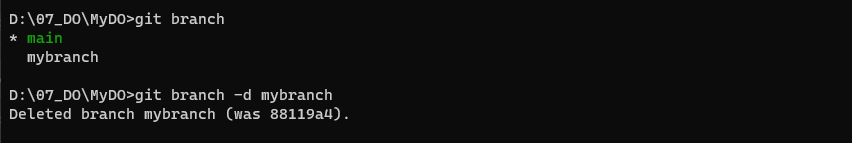 D:\07_DO\MyDO>git branch
* main
  mybranch

D:\07_DO\MyDO>git branch -d mybranch
Deleted branch mybranch (was 88119a4).